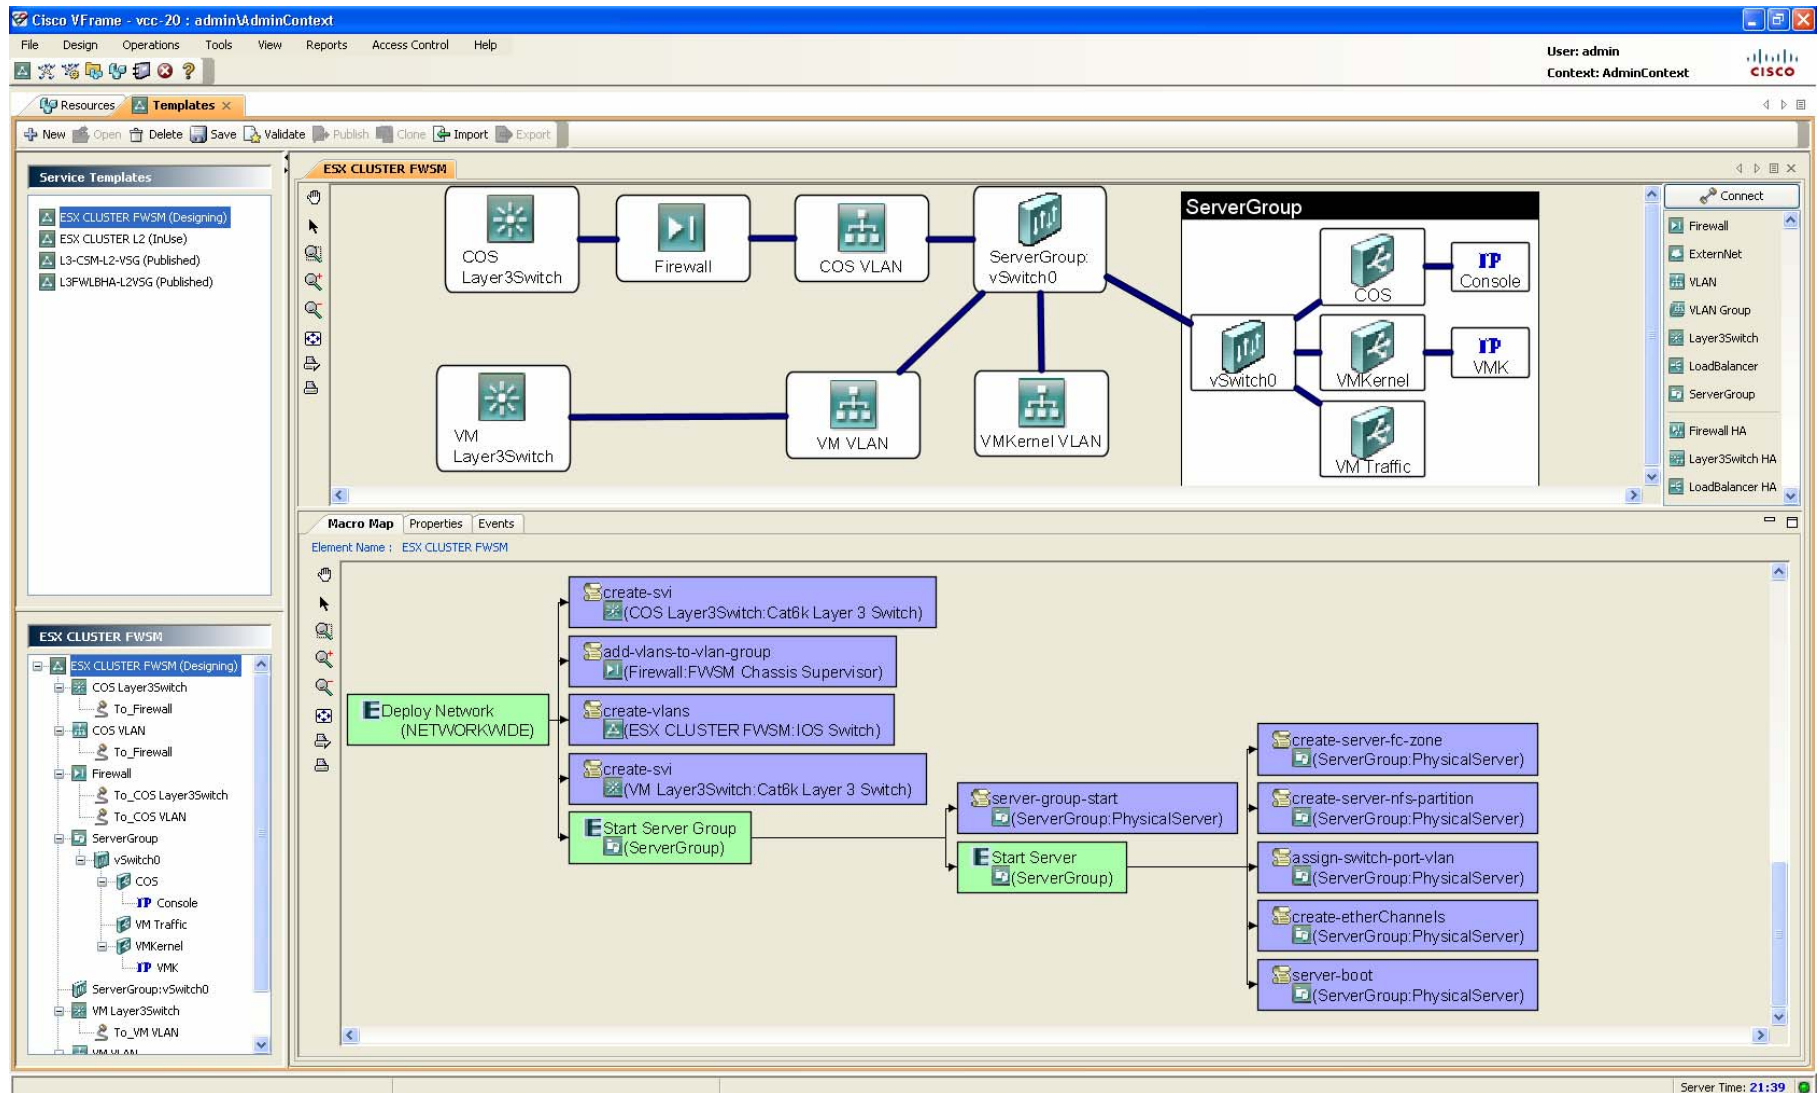 Cisco VFrame - vcc-20 : admin\AdminContext
File Design Operations Tools View Reports Access Control Help
User: admin
Context: AdminContext
CISCO
Resources Templates
New Open Delete Save Validate Publish Clone Import Export
Service Templates
ESX CLUSTER FWSM (Designing)
ESX CLUSTER L2 (InUse)
L3-CSM-L2-VSG (Published)
L3FWLBHA-L2VSG (Published)
ESX CLUSTER FWSM
ESX CLUSTER FWSM (Designing)
COS Layer3Switch
To_Firewall
COS VLAN
To_Firewall
Firewall
To_COS Layer3Switch
To_COS VLAN
ServerGroup
vSwitch0
COS
IP Console
VM Traffic
VMKernel
IP VMK
ServerGroup:vSwitch0
VM Layer3Switch
To_VM VLAN
VM VLAN
ESX CLUSTER FWSM
COS
Layer3Switch
Firewall
COS VLAN
ServerGroup:
vSwitch0
VM
Layer3Switch
VM VLAN
VMKernel VLAN
ServerGroup
vSwitch0
COS
IP
Console
VMKernel
IP
VMK
VM Traffic
Connect
Firewall
ExternNet
VLAN
VLAN Group
Layer3Switch
LoadBalancer
ServerGroup
Firewall HA
Layer3Switch HA
LoadBalancer HA
Macro Map Properties Events
Element Name : ESX CLUSTER FWSM
E Deploy Network
(NETWORKWIDE)
create-svi
(COS Layer3Switch:Cat6k Layer 3 Switch)
add-vlans-to-vlan-group
(Firewall:FWSM Chassis Supervisor)
create-vlans
(ESX CLUSTER FWSM:IOS Switch)
create-svi
(VM Layer3Switch:Cat6k Layer 3 Switch)
E Start Server Group
(ServerGroup)
server-group-start
(ServerGroup:PhysicalServer)
E Start Server
(ServerGroup)
create-server-fc-zone
(ServerGroup:PhysicalServer)
create-server-nfs-partition
(ServerGroup:PhysicalServer)
assign-switch-port-vlan
(ServerGroup:PhysicalServer)
create-etherChannels
(ServerGroup:PhysicalServer)
server-boot
(ServerGroup:PhysicalServer)
Server Time: 21:39